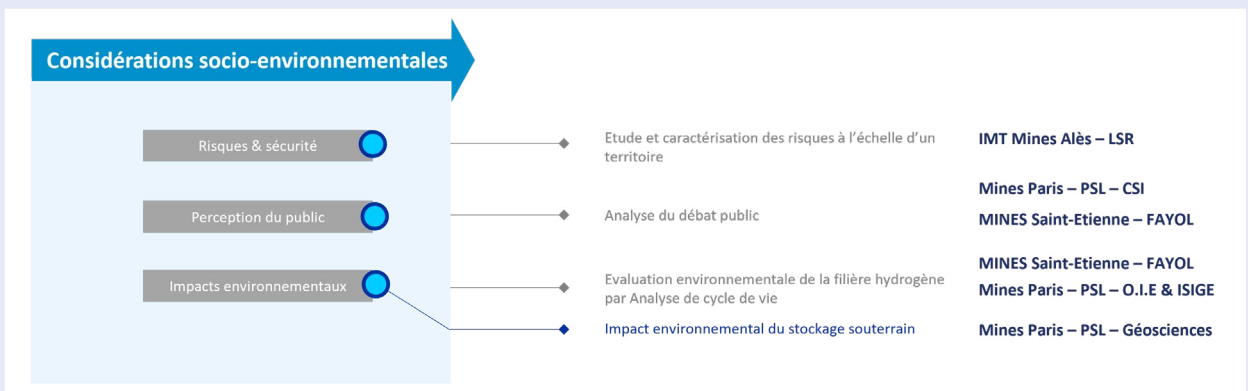 Considérations socio-environnementales
Risques & sécurité
Etude et caractérisation des risques à l'échelle d'un
territoire
IMT Mines Alès – LSR
Perception du public
Analyse du débat public
Mines Paris – PSL – CSI
MINES Saint-Etienne – FAYOL
Impacts environnementaux
Evaluation environnementale de la filière hydrogène
par Analyse de cycle de vie
MINES Saint-Etienne – FAYOL
Mines Paris – PSL – O.I.E & ISIGE
Impact environnemental du stockage souterrain
Mines Paris – PSL – Géosciences